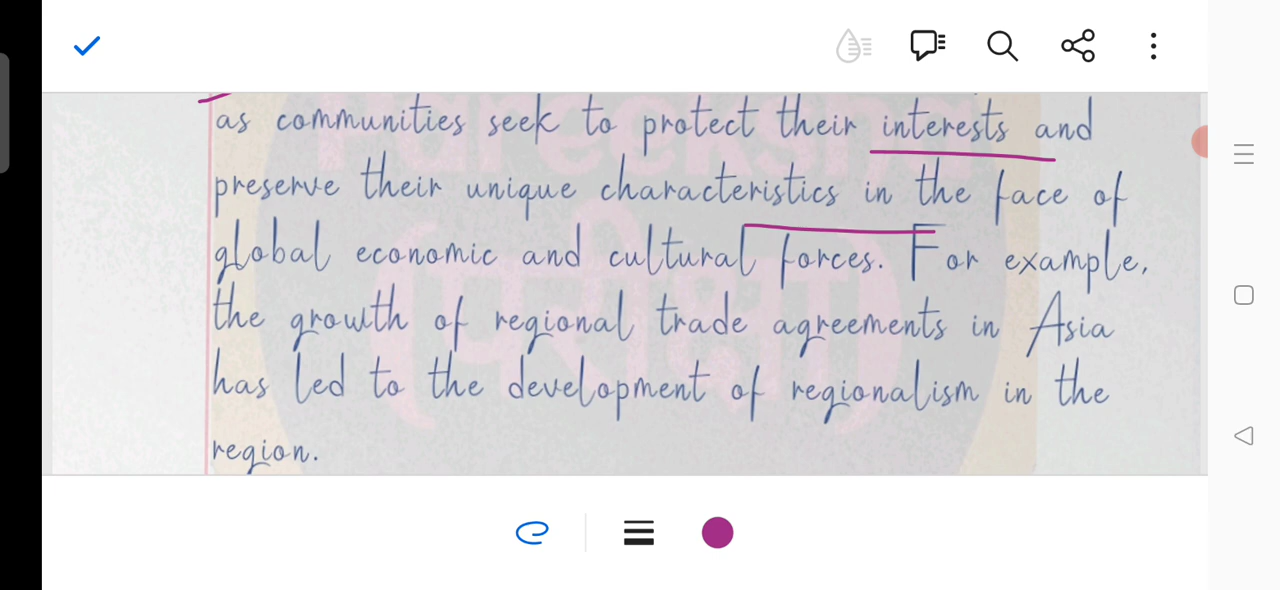 as communities seek to protect their interests and
preserve their unique characteristics in the face of
global economic and cultural forces. For example,
the growth of regional trade agreements in Asia
has led to the development of regionalism in the
region.